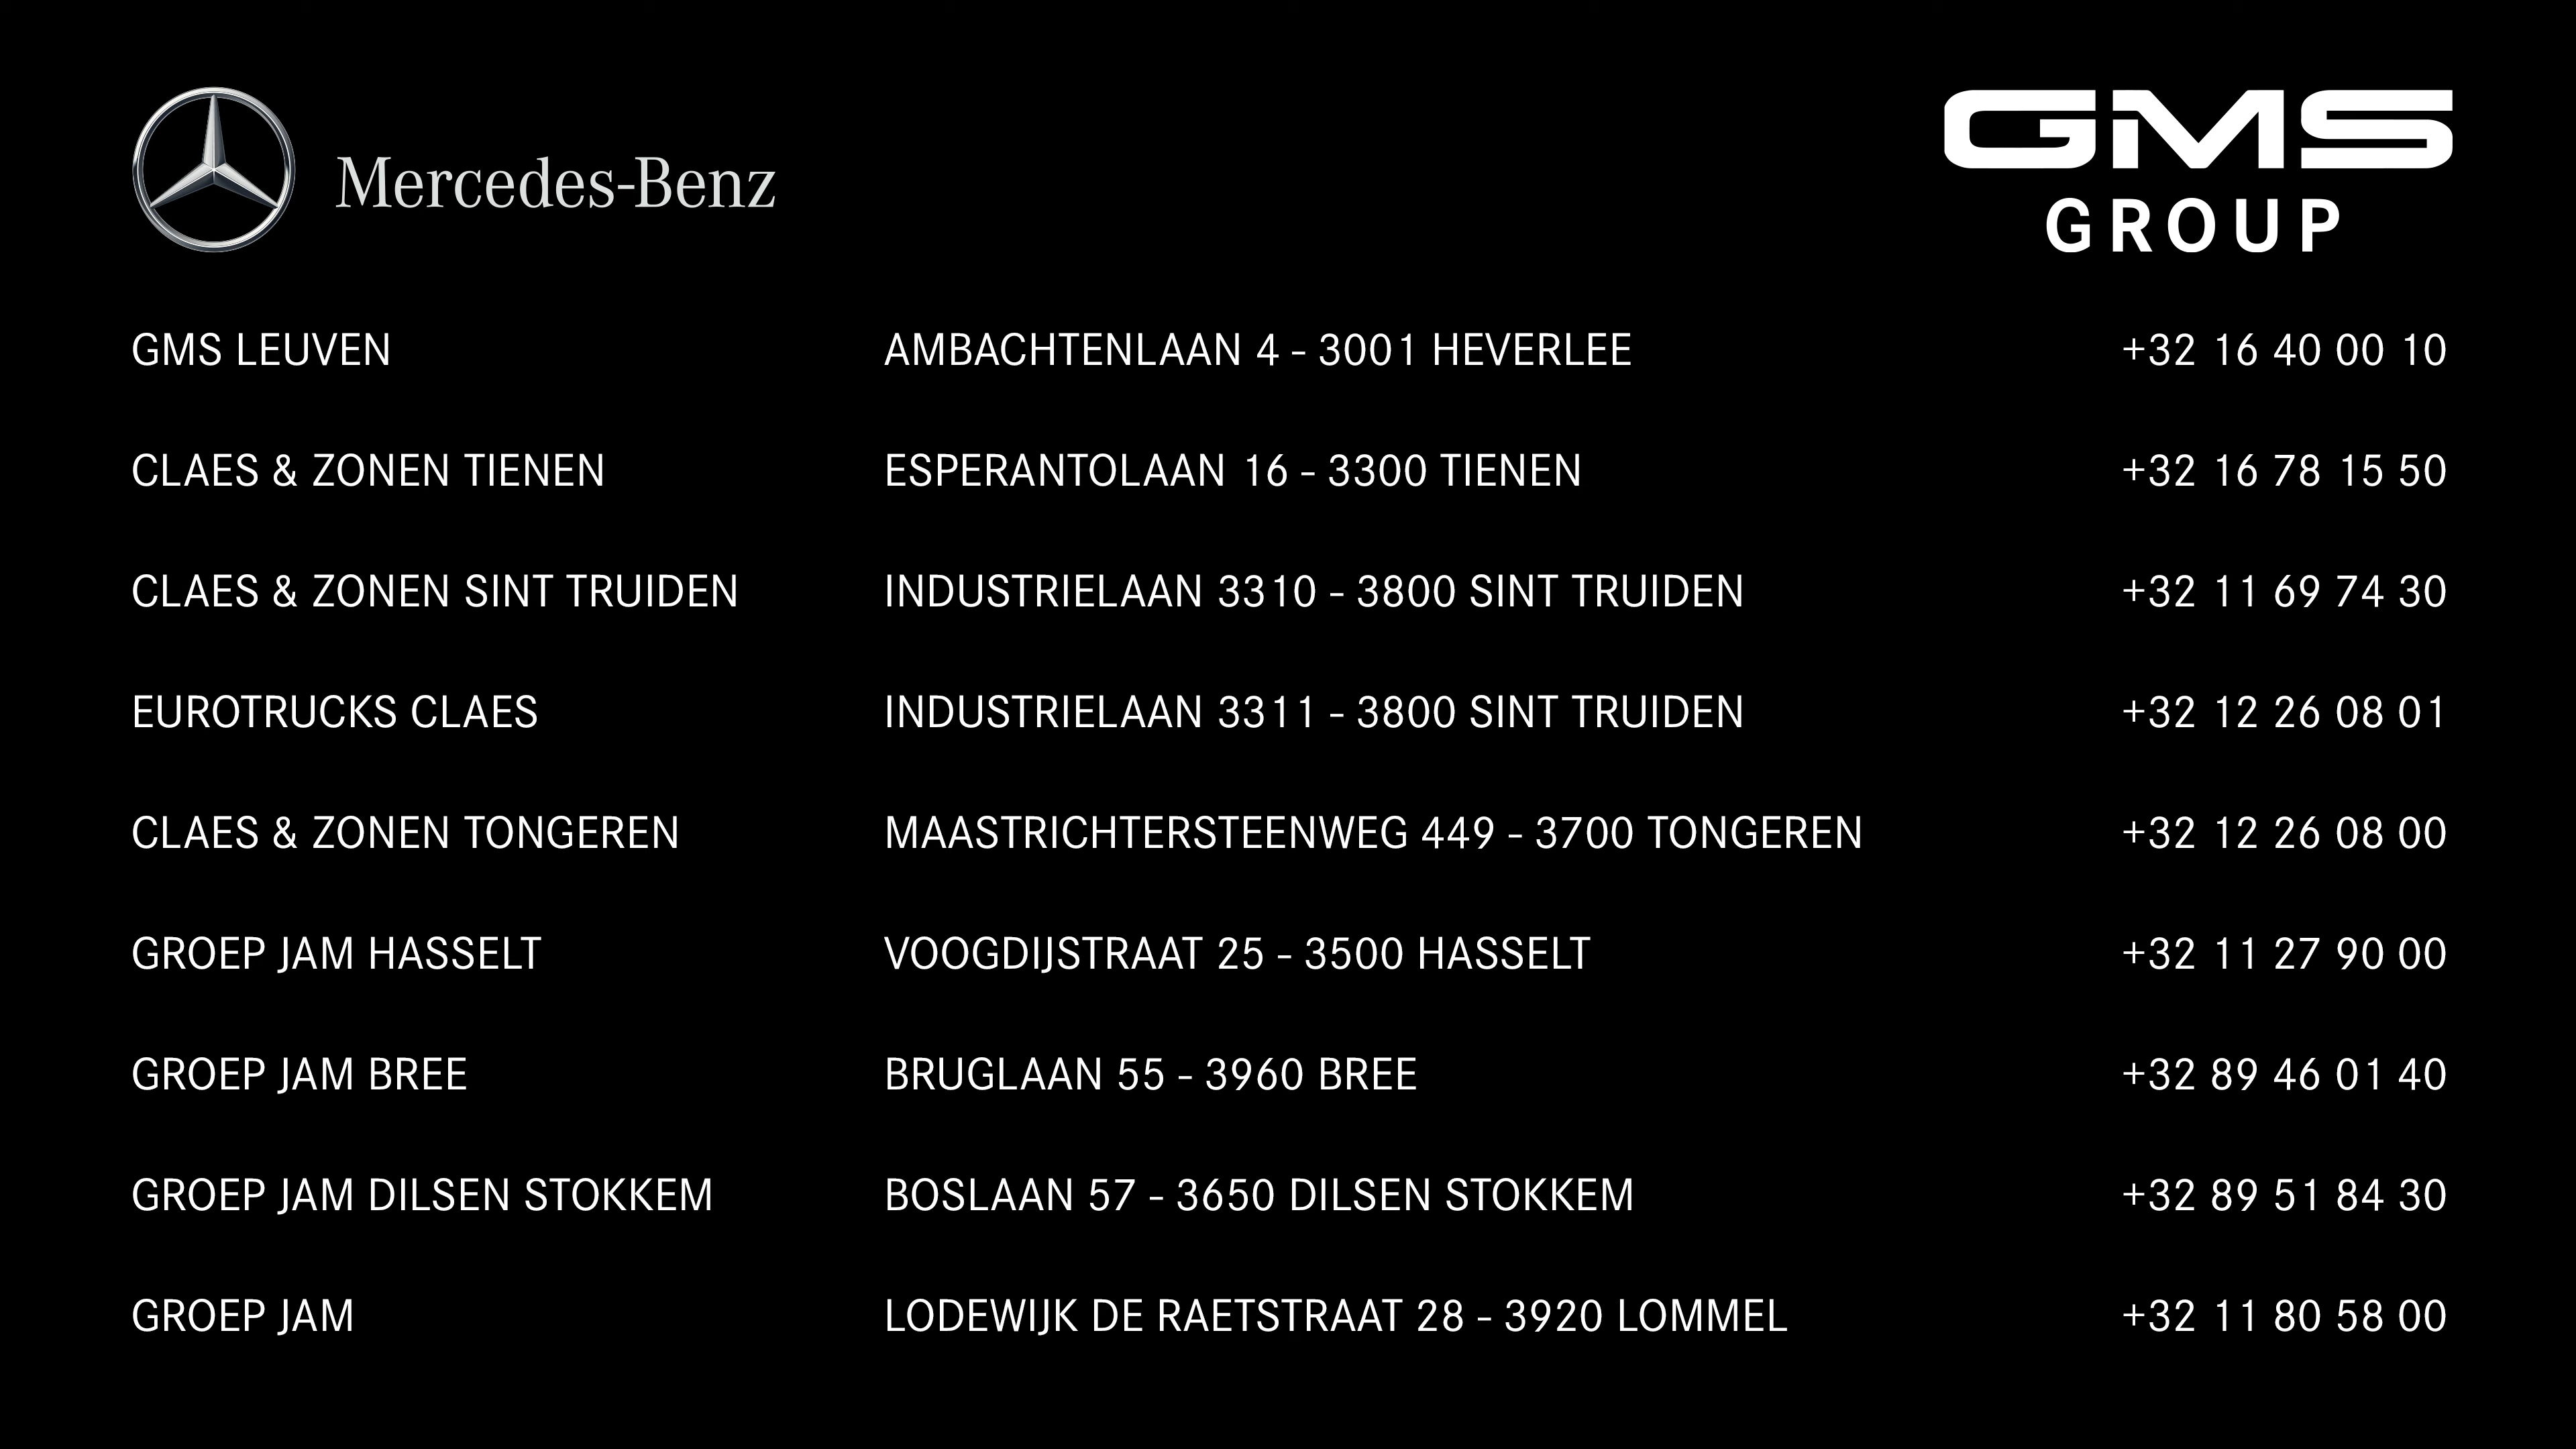 Mercedes-Benz
GMS
GROUP
GMS LEUVEN AMBACHTENLAAN 4 - 3001 HEVERLEE +32 16 40 00 10
CLAES & ZONEN TIENEN ESPERANTOLAAN 16 - 3300 TIENEN +32 16 78 15 50
CLAES & ZONEN SINT TRUIDEN INDUSTRIELAAN 3310 - 3800 SINT TRUIDEN +32 11 69 74 30
EUROTRUCKS CLAES INDUSTRIELAAN 3311 - 3800 SINT TRUIDEN +32 12 26 08 01
CLAES & ZONEN TONGEREN MAASTRICHTERSTEENWEG 449 - 3700 TONGEREN +32 12 26 08 00
GROEP JAM HASSELT VOOGDIJSTRAAT 25 - 3500 HASSELT +32 11 27 90 00
GROEP JAM BREE BRUGLAAN 55 - 3960 BREE +32 89 46 01 40
GROEP JAM DILSEN STOKKEM BOSLAAN 57 - 3650 DILSEN STOKKEM +32 89 51 84 30
GROEP JAM LODEWIJK DE RAETSTRAAT 28 - 3920 LOMMEL +32 11 80 58 00